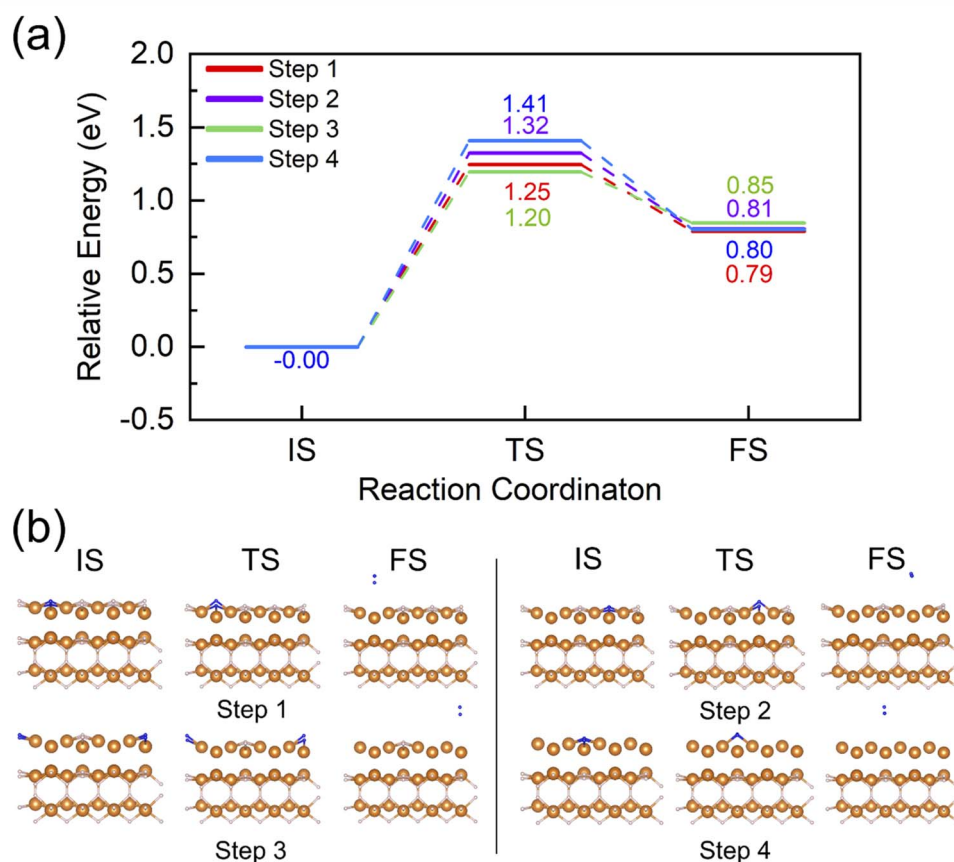 (a)
2.0
1.5
1.0
0.5
0.0
-0.5
Relative Energy (eV)
Step 1
Step 2
Step 3
Step 4
1.41
1.32
1.25
1.20
0.85
0.81
0.80
0.79
-0.00
IS TS FS
Reaction Coordinaton
(b)
IS TS FS IS TS FS
Step 1 Step 2
Step 3 Step 4